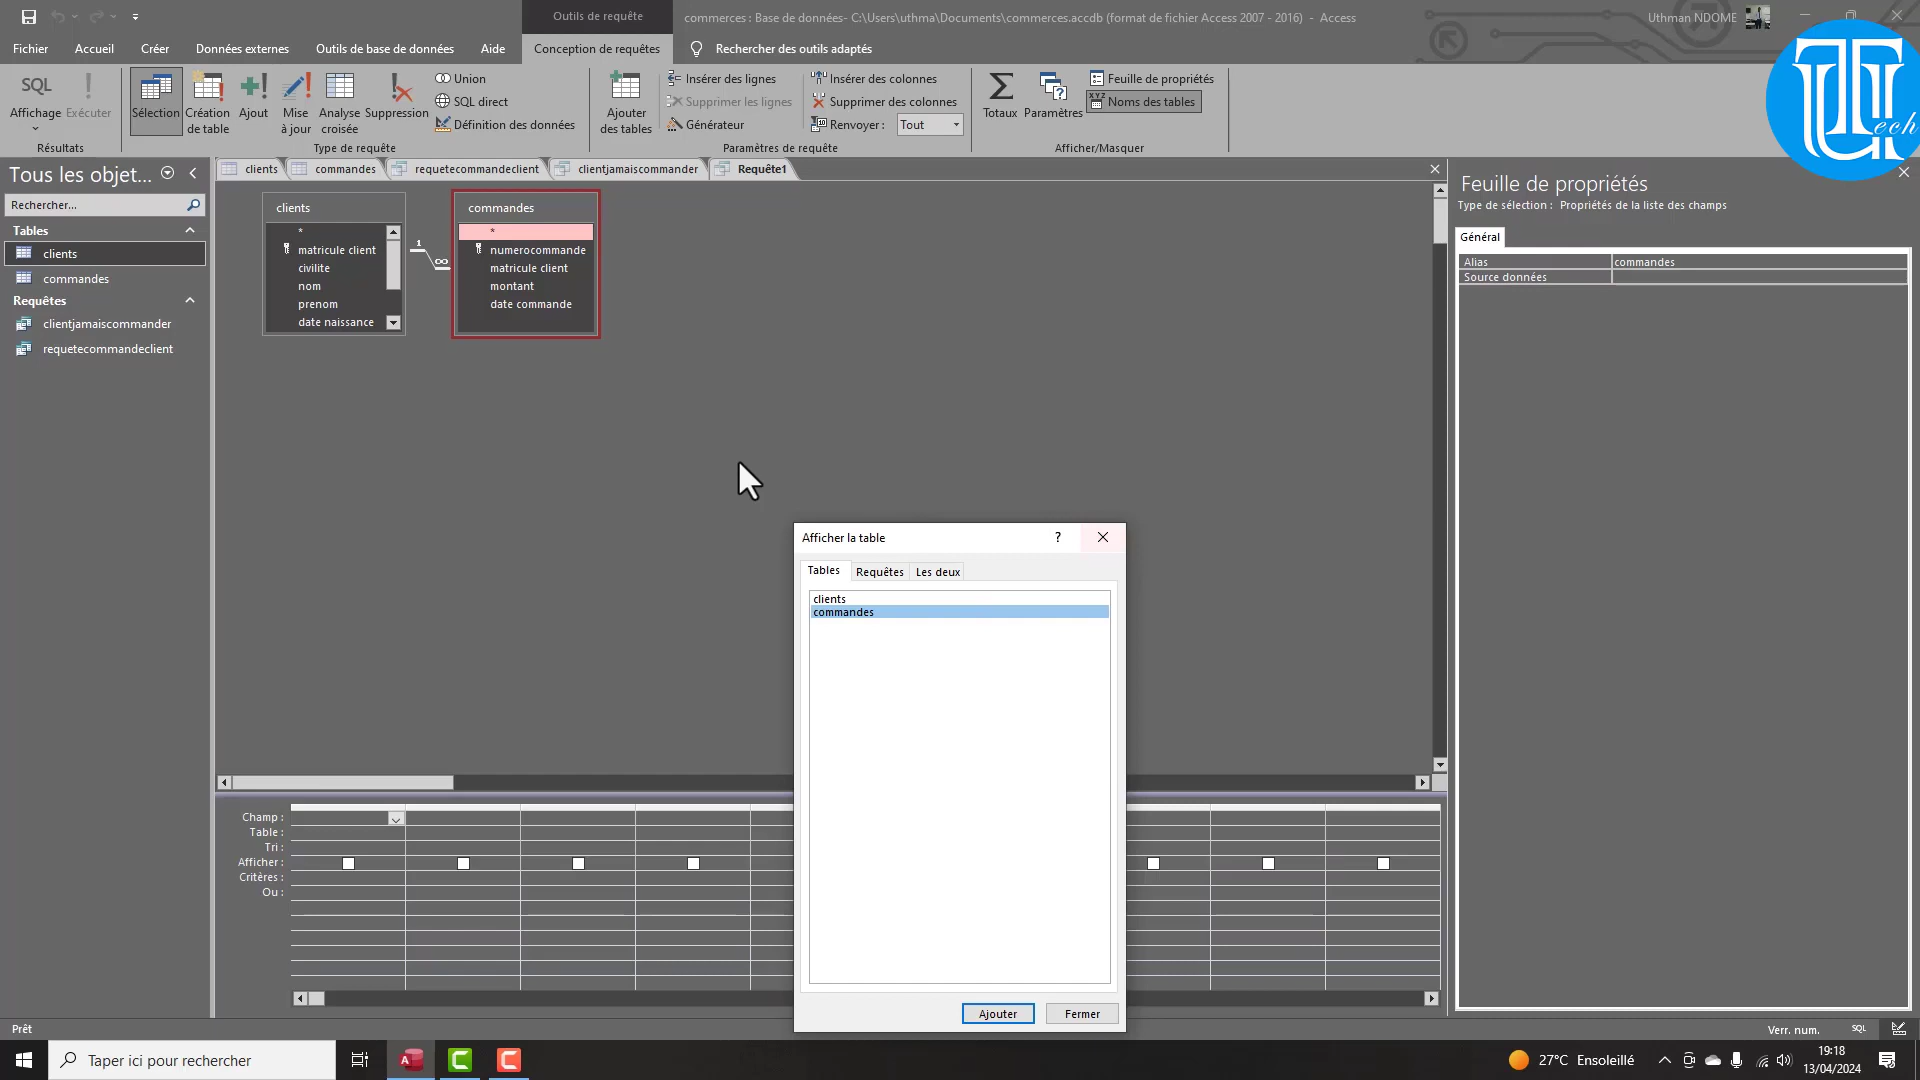 Outils de requête
commerces : Base de données- C:\Users\uthma\Documents\commerces.accdb (format de fichier Access 2007 - 2016) - Access
Uthman NDOME
Fichier
Accueil
Créer
Données externes
Outils de base de données
Aide
Conception de requêtes
Rechercher des outils adaptés
SQL
Affichage
Exécuter
Résultats
Sélection
Création
de table
Ajout
Mise
à jour
Analyse
croisée
Suppression
Union
SQL direct
Définition des données
Type de requête
Ajouter
des tables
Insérer des lignes
Supprimer les lignes
Générateur
Insérer des colonnes
Supprimer des colonnes
Renvoyer :
Tout
Paramètres de requête
Totaux
Paramètres
Feuille de propriétés
Noms des tables
Afficher/Masquer
UTech
Tous les objet...
Rechercher...
Tables
clients
commandes
Requêtes
clientjamaiscommander
requetecommandeclient
clients
commandes
requetecommandeclient
clientjamaiscommander
Requête1
clients
*
matricule client
civilite
nom
prenom
date naissance
1
∞
commandes
*
numerocommande
matricule client
montant
date commande
Feuille de propriétés
Type de sélection : Propriétés de la liste des champs
Général
Alias
commandes
Source données
Afficher la table
?
Tables
Requêtes
Les deux
clients
commandes
Ajouter
Fermer
Champ :
Table :
Tri :
Afficher :
Critères :
Ou :
Prêt
Verr. num.
SQL
Taper ici pour rechercher
27°C Ensoleillé
19:18
13/04/2024